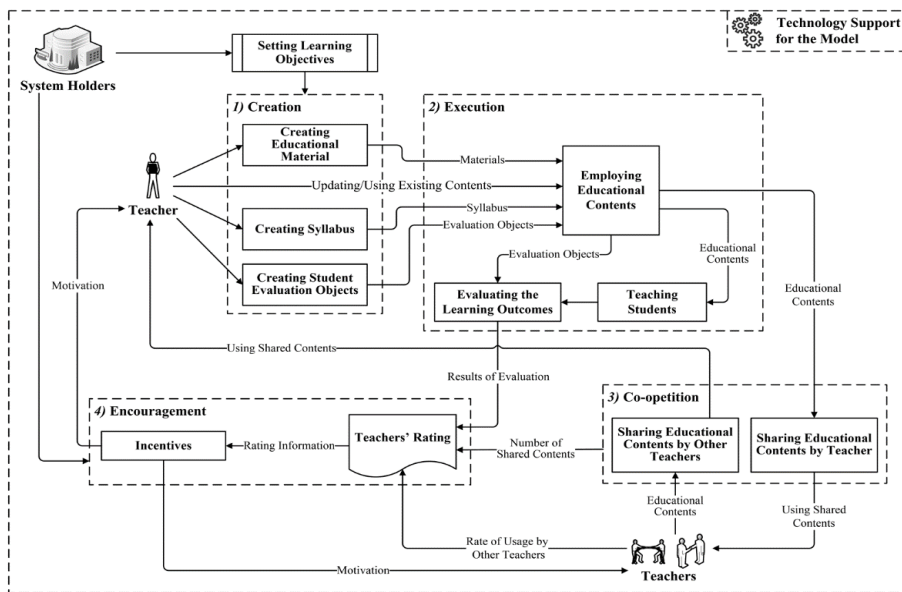 Technology Support
for the Model
System Holders
Setting Learning
Objectives
1) Creation
Creating
Educational
Material
Creating Syllabus
Creating Student
Evaluation Objects
2) Execution
Materials
Updating/Using Existing Contents
Syllabus
Evaluation Objects
Employing
Educational
Contents
Teacher
Evaluation Objects
Educational
Contents
Evaluating the
Learning Outcomes
Teaching
Students
Educational
Contents
Motivation
Using Shared Contents
Results of Evaluation
3) Co-opetition
Sharing Educational
Contents by Other
Teachers
Sharing Educational
Contents by Teacher
4) Encouragement
Incentives
Rating Information
Teachers' Rating
Number of
Shared Contents
Educational
Contents
Using Shared
Contents
Rate of Usage by
Other Teachers
Motivation
Teachers